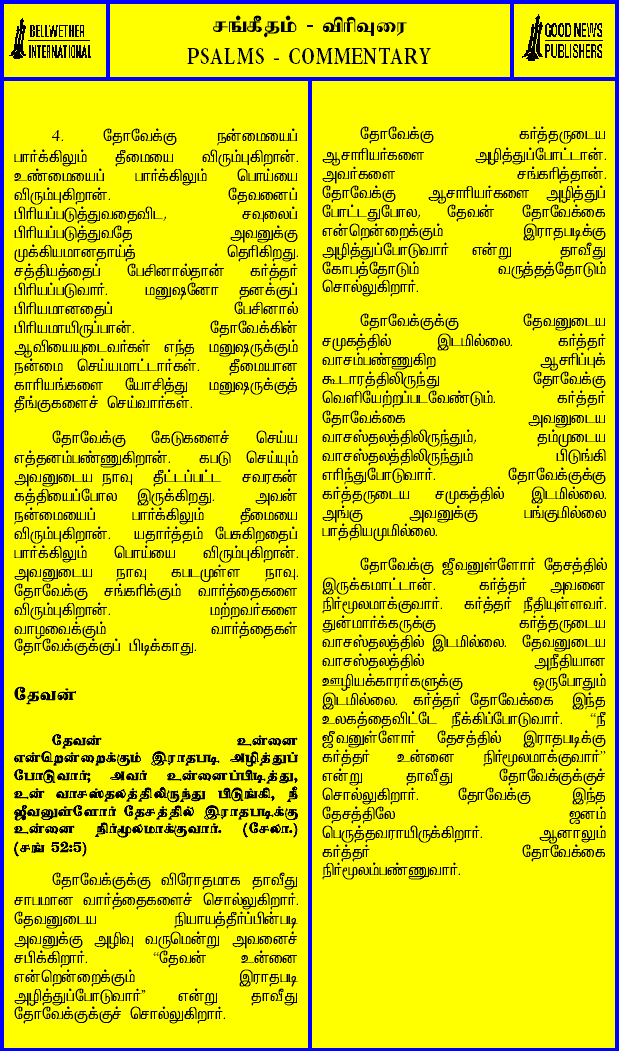 BELLWETHER
INTERNATIONAL
சங்கீதம் - விரிவுரை
PSALMS - COMMENTARY
GOOD NEWS
PUBLISHERS
4. தோவேக்கு நன்மையைப்
பார்க்கிலும் தீமையை விரும்புகிறான்.
உண்மையைப் பார்க்கிலும் பொய்யை
விரும்புகிறான். தேவனைப்
பிரியப்படுத்துவதைவிட, சவுலைப்
பிரியப்படுத்துவதே அவனுக்கு
முக்கியமானதாய்த் தெரிகிறது.
சத்தியத்தைப் பேசினால்தான் கர்த்தர்
பிரியப்படுவார். மனுஷனோ தனக்குப்
பிரியமானதைப் பேசினால்
பிரியமாயிருப்பான். தோவேக்கின்
ஆவியையுடைவர்கள் எந்த மனுஷருக்கும்
நன்மை செய்யமாட்டார்கள். தீமையான
காரியங்களை யோசித்து மனுஷருக்குத்
தீங்குகளைச் செய்வார்கள்.
தோவேக்கு கேடுகளைச் செய்ய
எத்தனம்பண்ணுகிறான். கபடு செய்யும்
அவனுடைய நாவு தீட்டப்பட்ட சவரகன்
கத்தியைப்போல இருக்கிறது. அவன்
நன்மையைப் பார்க்கிலும் தீமையை
விரும்புகிறான். யதார்த்தம் பேசுகிறதைப்
பார்க்கிலும் பொய்யை விரும்புகிறான்.
அவனுடைய நாவு கபடமுள்ள நாவு.
தோவேக்கு சங்கரிக்கும் வார்த்தைகளை
விரும்புகிறான். மற்றவர்களை
வாழவைக்கும் வார்த்தைகள்
தோவேக்குக்குப் பிடிக்காது.
தேவன்
தேவன் உன்னை
என்றென்றைக்கும் இராதபடி அழித்துப்
போடுவார்; அவர் உன்னைப்பிடித்து,
உன் வாசஸ்தலத்திலிருந்து பிடுங்கி, நீ
ஜீவனுள்ளோர் தேசத்தில் இராதபடிக்கு
உன்னை நிர்மூலமாக்குவார். (சேலா.)
(சங் 52:5)
தோவேக்குக்கு விரோதமாக தாவீது
சாபமான வார்த்தைகளைச் சொல்லுகிறார்.
தேவனுடைய நியாயத்தீர்ப்பின்படி
அவனுக்கு அழிவு வருமென்று அவனைச்
சபிக்கிறார். “தேவன் உன்னை
என்றென்றைக்கும் இராதபடி
அழித்துப்போடுவார்” என்று தாவீது
தோவேக்குக்குச் சொல்லுகிறார்.
தோவேக்கு கர்த்தருடைய
ஆசாரியர்களை அழித்துப்போட்டான்.
அவர்களை சங்கரித்தான்.
தோவேக்கு ஆசாரியர்களை அழித்துப்
போட்டதுபோல, தேவன் தோவேக்கை
என்றென்றைக்கும் இராதபடிக்கு
அழித்துப்போடுவார் என்று தாவீது
கோபத்தோடும் வருத்தத்தோடும்
சொல்லுகிறார்.
தோவேக்குக்கு தேவனுடைய
சமுகத்தில் இடமில்லை. கர்த்தர்
வாசம்பண்ணுகிற ஆசரிப்புக்
கூடாரத்திலிருந்து தோவேக்கு
வெளியேற்றப்படவேண்டும். கர்த்தர்
தோவேக்கை அவனுடைய
வாசஸ்தலத்திலிருந்தும், தம்முடைய
வாசஸ்தலத்திலிருந்தும் பிடுங்கி
எரிந்துபோடுவார். தோவேக்குக்கு
கர்த்தருடைய சமுகத்தில் இடமில்லை.
அங்கு அவனுக்கு பங்குமில்லை
பாத்தியமுமில்லை.
தோவேக்கு ஜீவனுள்ளோர் தேசத்தில்
இருக்கமாட்டான். கர்த்தர் அவனை
நிர்மூலமாக்குவார். கர்த்தர் நீதியுள்ளவர்.
துன்மார்க்கருக்கு கர்த்தருடைய
வாசஸ்தலத்தில் இடமில்லை. தேவனுடைய
வாசஸ்தலத்தில் அநீதியான
ஊழியக்காரர்களுக்கு ஒருபோதும்
இடமில்லை. கர்த்தர் தோவேக்கை இந்த
உலகத்தைவிட்டே நீக்கிப்போடுவார். “நீ
ஜீவனுள்ளோர் தேசத்தில் இராதபடிக்கு
கர்த்தர் உன்னை நிர்மூலமாக்குவார்”
என்று தாவீது தோவேக்குக்குச்
சொல்லுகிறார். தோவேக்கு இந்த
தேசத்திலே ஜனம்
பெருத்தவராயிருக்கிறார். ஆனாலும்
கர்த்தர் தோவேக்கை
நிர்மூலம்பண்ணுவார்.